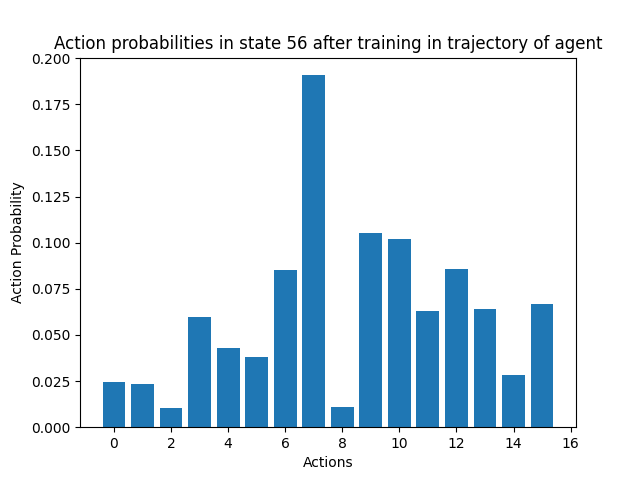 Action probabilities in state 56 after training in trajectory of agent
0.200
0.175
0.150
0.125
0.100
0.075
0.050
0.025
0.000
Action Probability
0 2 4 6 8 10 12 14 16
Actions